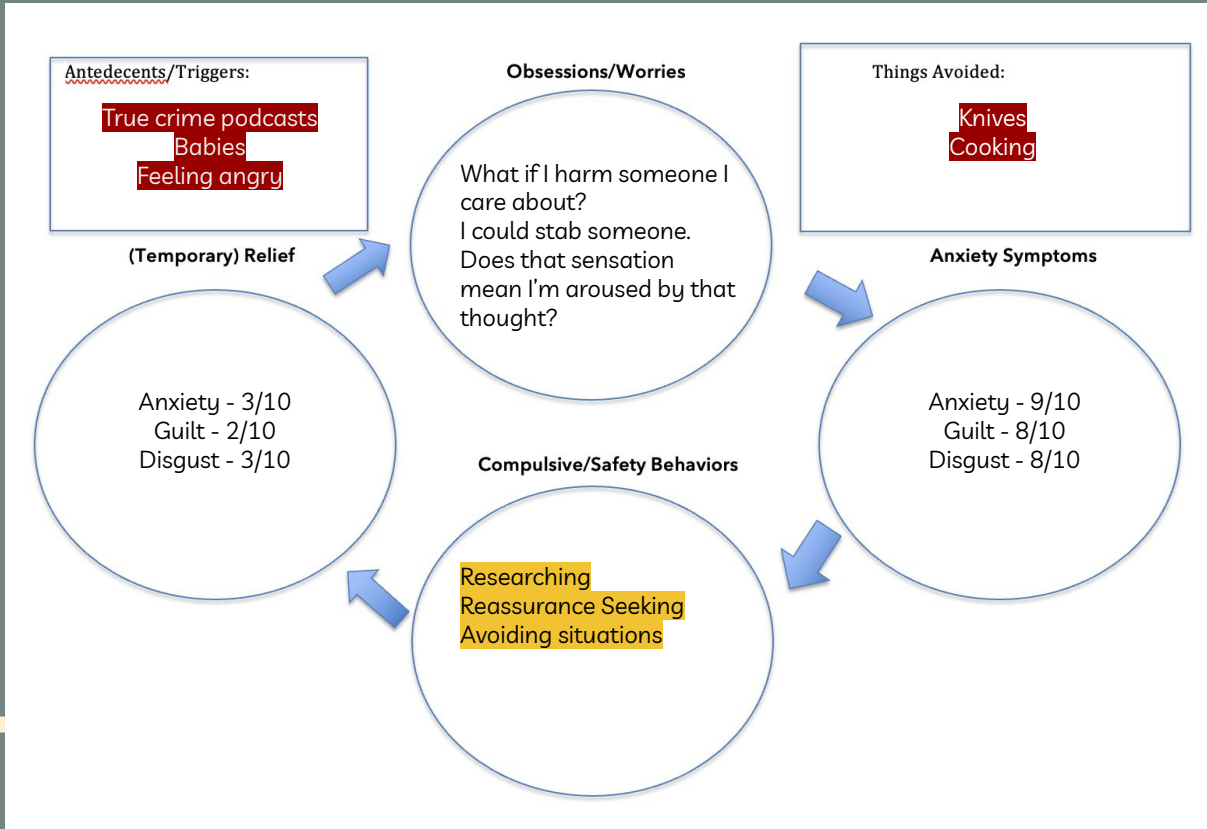 Antedecents/Triggers:
True crime podcasts
Babies
Feeling angry
Obsessions/Worries
What if I harm someone I
care about?
I could stab someone.
Does that sensation
mean I'm aroused by that
thought?
Things Avoided:
Knives
Cooking
(Temporary) Relief
Anxiety - 3/10
Guilt - 2/10
Disgust - 3/10
Anxiety Symptoms
Anxiety - 9/10
Guilt - 8/10
Disgust - 8/10
Compulsive/Safety Behaviors
Researching
Reassurance Seeking
Avoiding situations